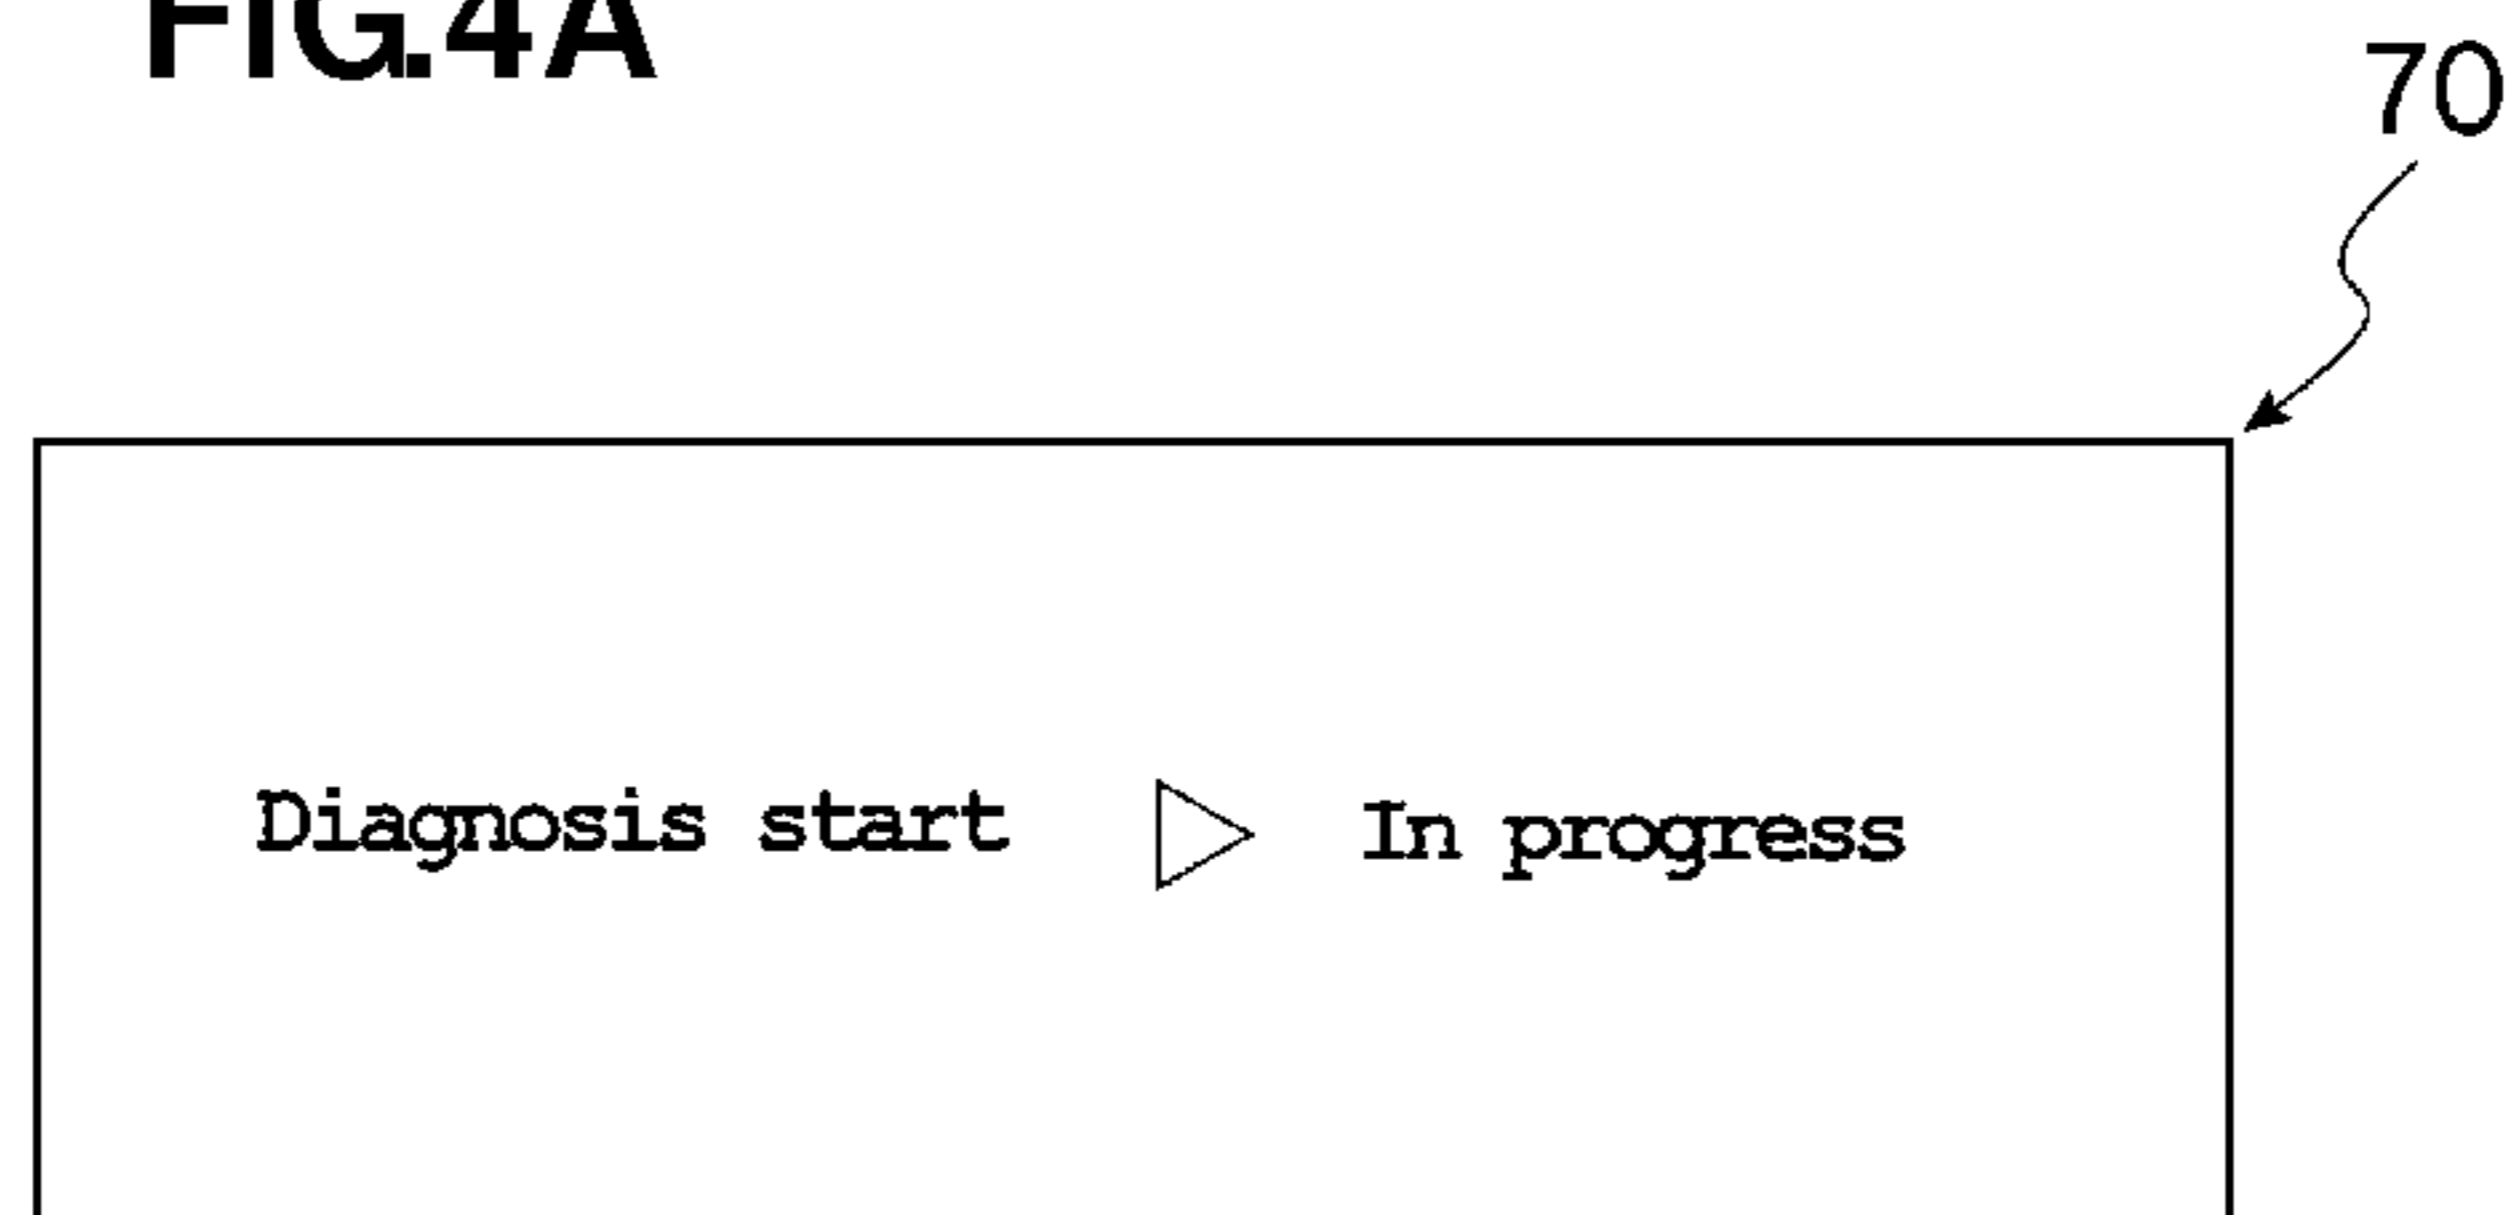 FIG.4A
70
Diagnosis start ▷ In progress